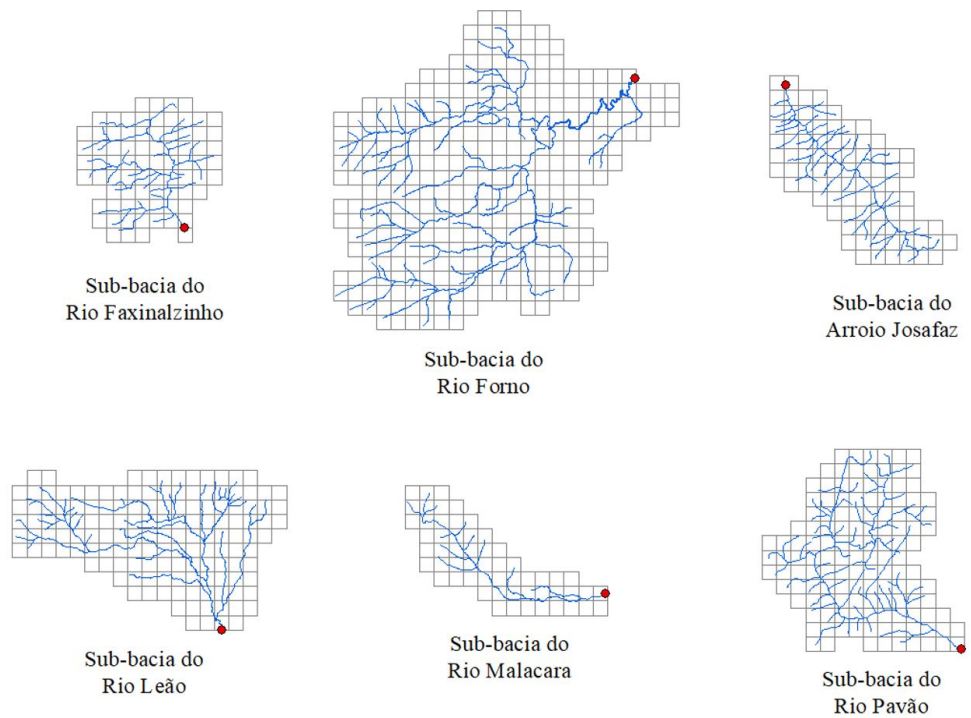 Sub-bacia do
Rio Faxinalzinho
Sub-bacia do
Rio Forno
Sub-bacia do
Arroio Josafaz
Sub-bacia do
Rio Leão
Sub-bacia do
Rio Malacara
Sub-bacia do
Rio Pavão